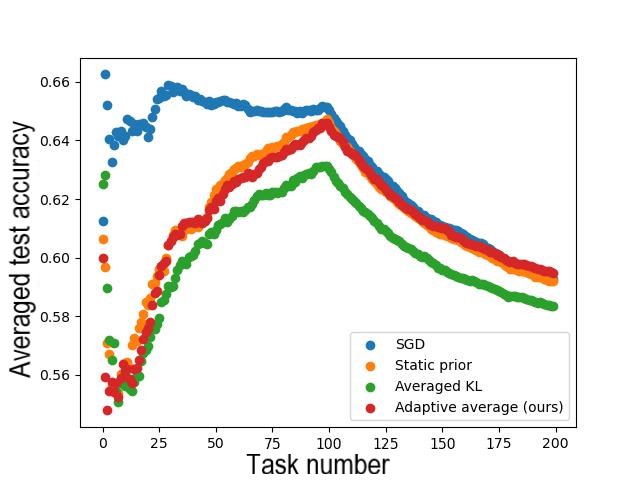 0.66
0.64
0.62
0.60
0.58
0.56
Averaged test accuracy
SGD
Static prior
Averaged KL
Adaptive average (ours)
0 25 50 75 100 125 150 175 200
Task number